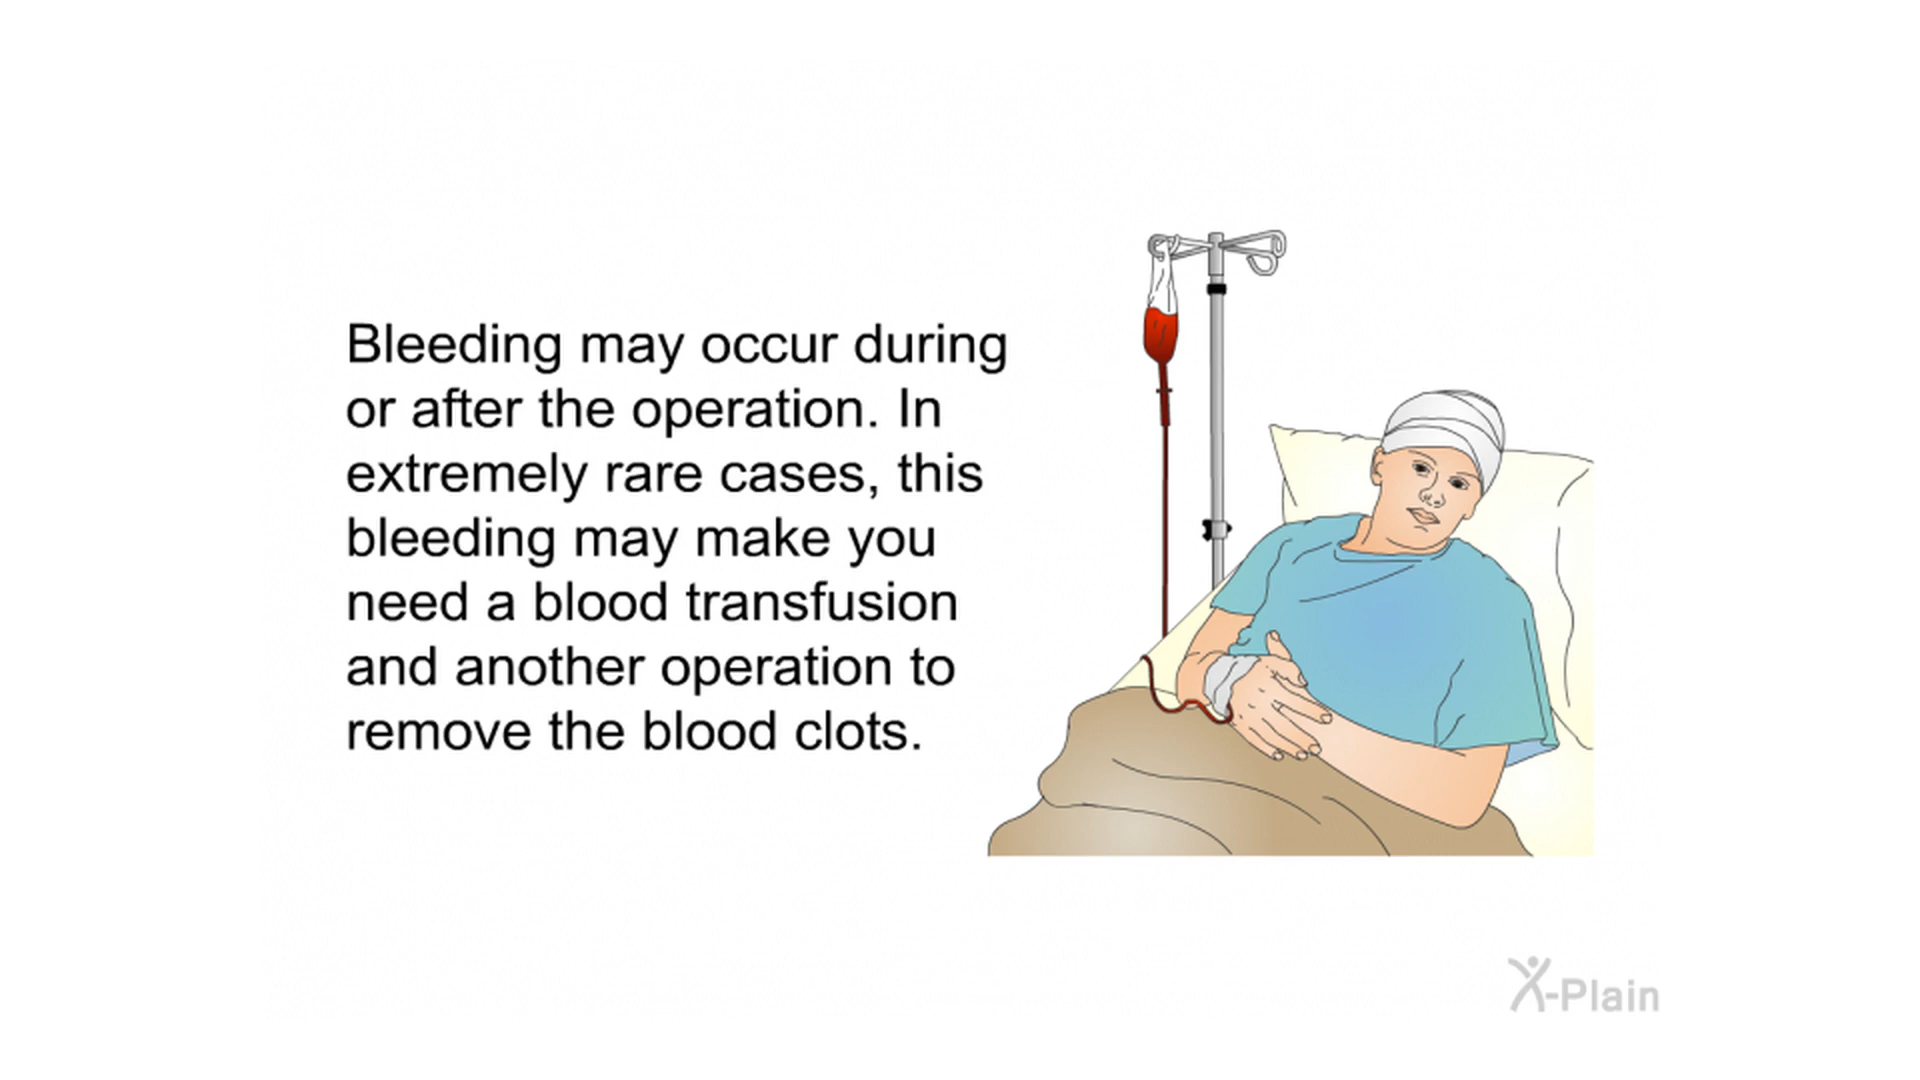 Bleeding may occur during
or after the operation. In
extremely rare cases, this
bleeding may make you
need a blood transfusion
and another operation to
remove the blood clots.
X-Plain